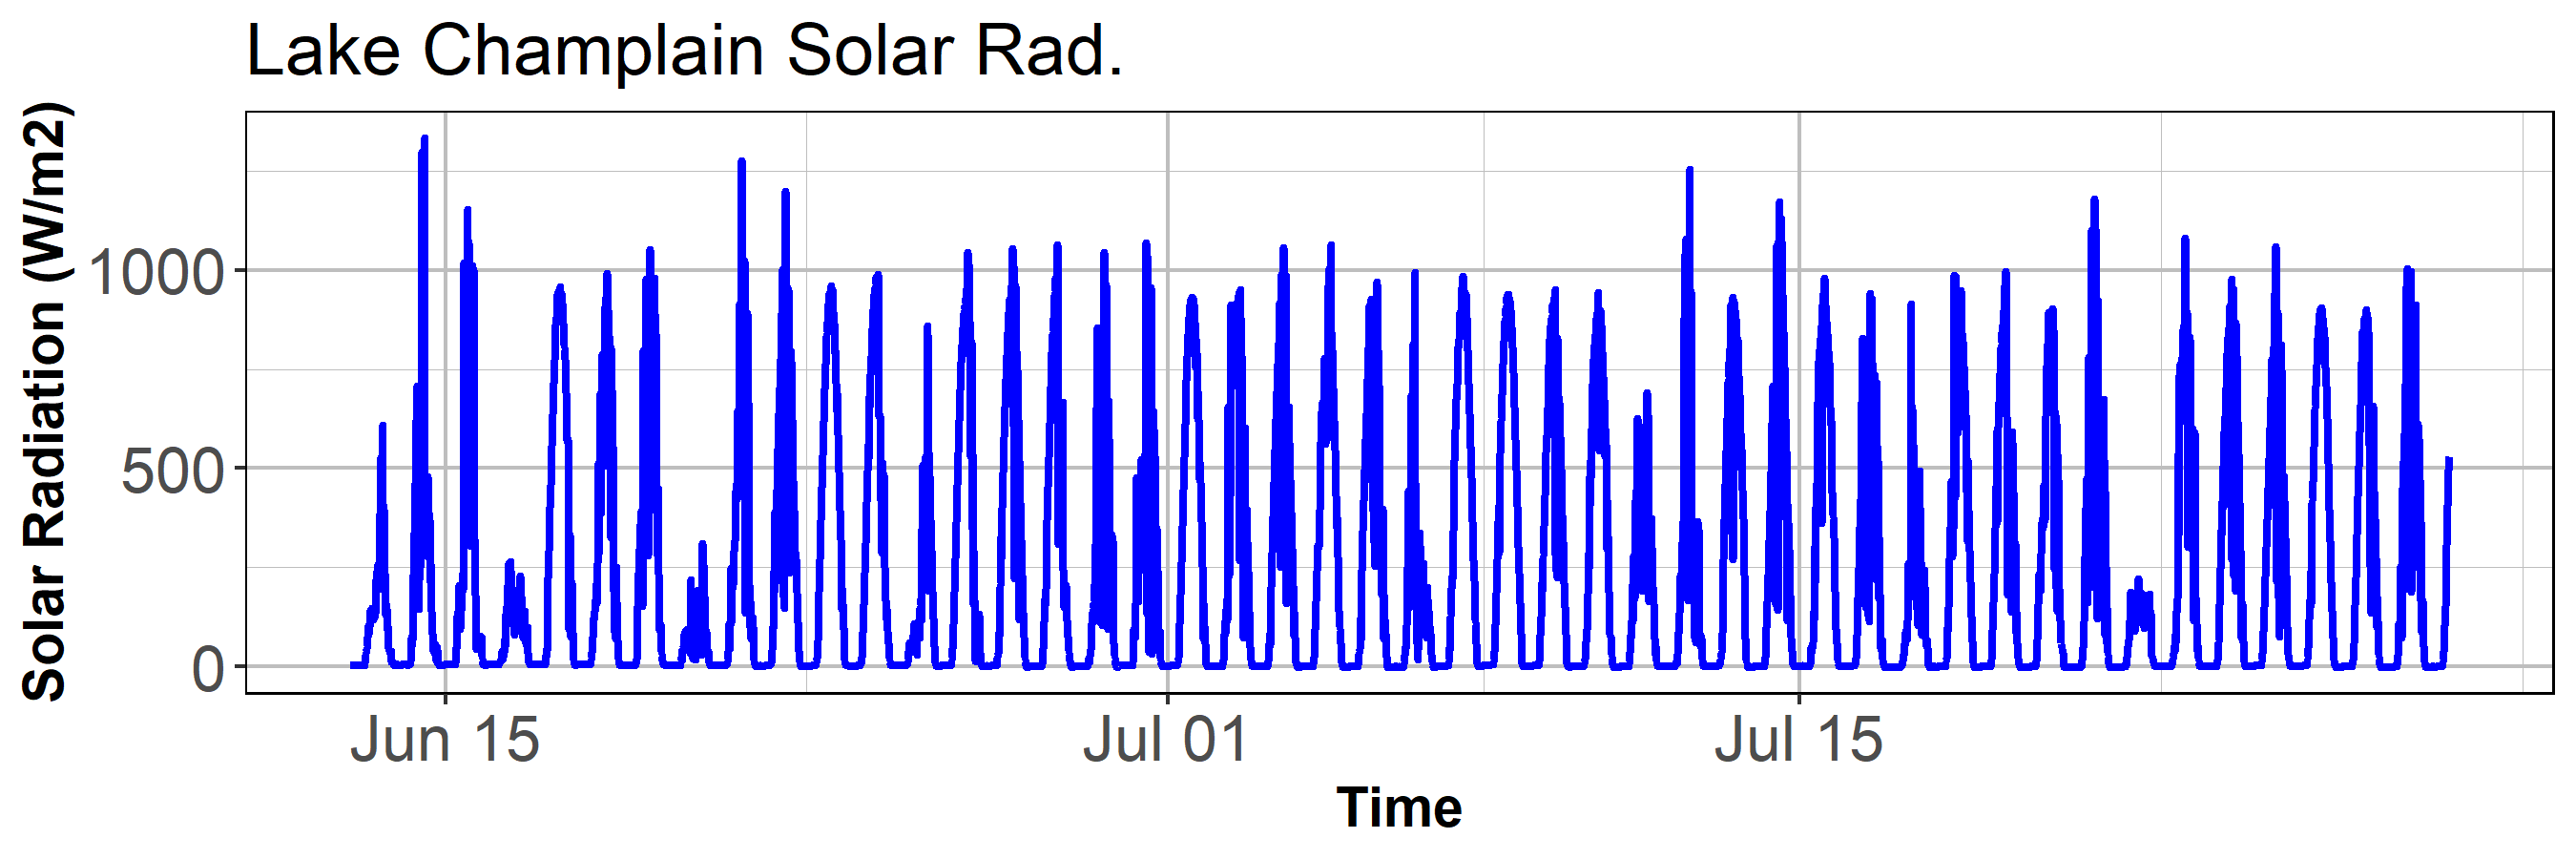 Lake Champlain Solar Rad.
Solar Radiation (W/m2)
1000
500
0
Jun 15 Jul 01 Jul 15
Time